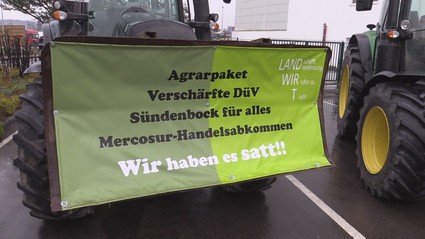 Agrarpaket
Verschärfte DüV
Sündenbock für alles
Mercosur-Handelsabkommen
Wir haben es satt!!
LAND
WIR
T